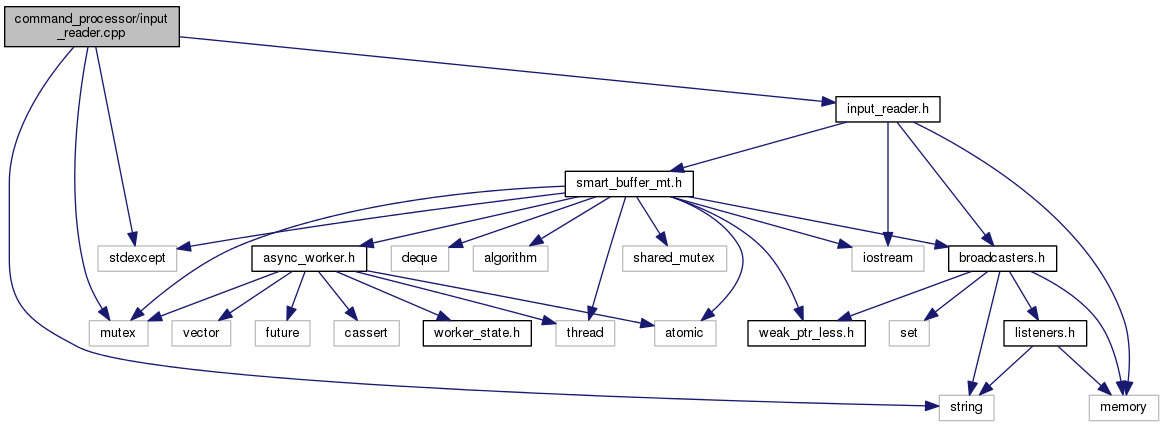 command_processor/input
_reader.cpp
input_reader.h
smart_buffer_mt.h
stdexcept
async_worker.h
deque
algorithm
shared_mutex
iostream
broadcasters.h
mutex
vector
future
cassert
worker_state.h
thread
atomic
weak_ptr_less.h
set
listeners.h
string
memory